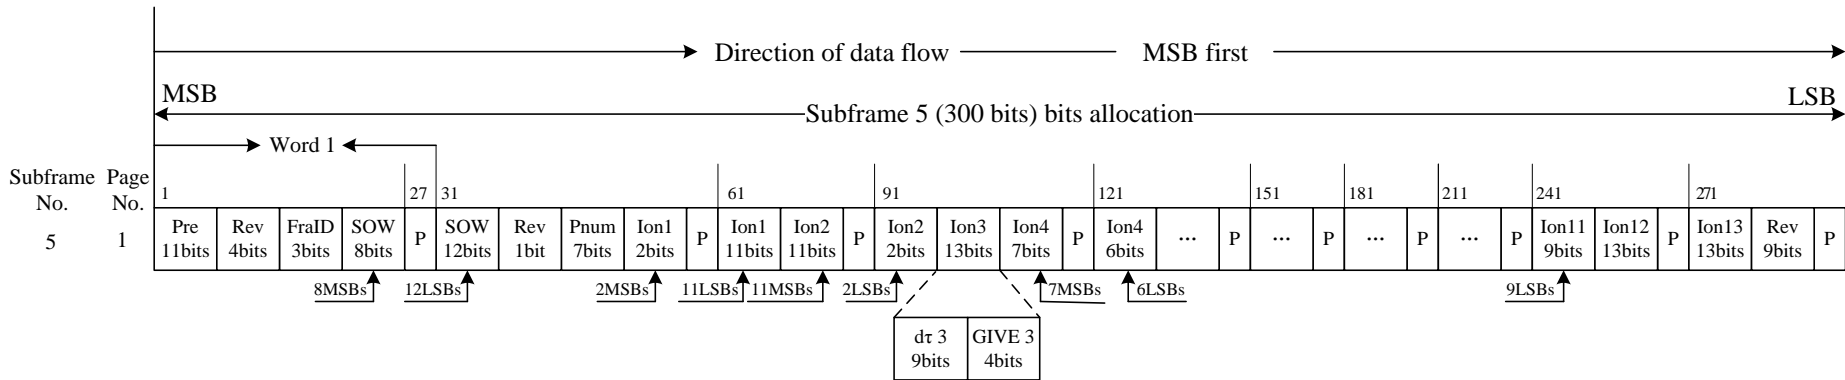 Direction of data flow MSB first
MSB LSB
Subframe 5 (300 bits) bits allocation
Word 1
Subframe Page
No. No.
1 27 31 61 91 121 151 181 211 241 271
5 1
Pre Rev FraID SOW P SOW Rev Pnum Ion1 P Ion1 Ion2 P Ion2 Ion3 Ion4 P Ion4 ... P ... P ... P ... P Ion11 Ion12 P Ion13 Rev P
11bits 4bits 3bits 8bits 12bits 1bit 7bits 2bits 11bits 11bits 2bits 13bits 7bits 6bits 9bits 13bits 13bits 9bits
8MSBs 12LSBs 2MSBs 11LSBs 11MSBs 2LSBs 7MSBs 6LSBs 9LSBs
dτ 3 GIVE 3
9bits 4bits